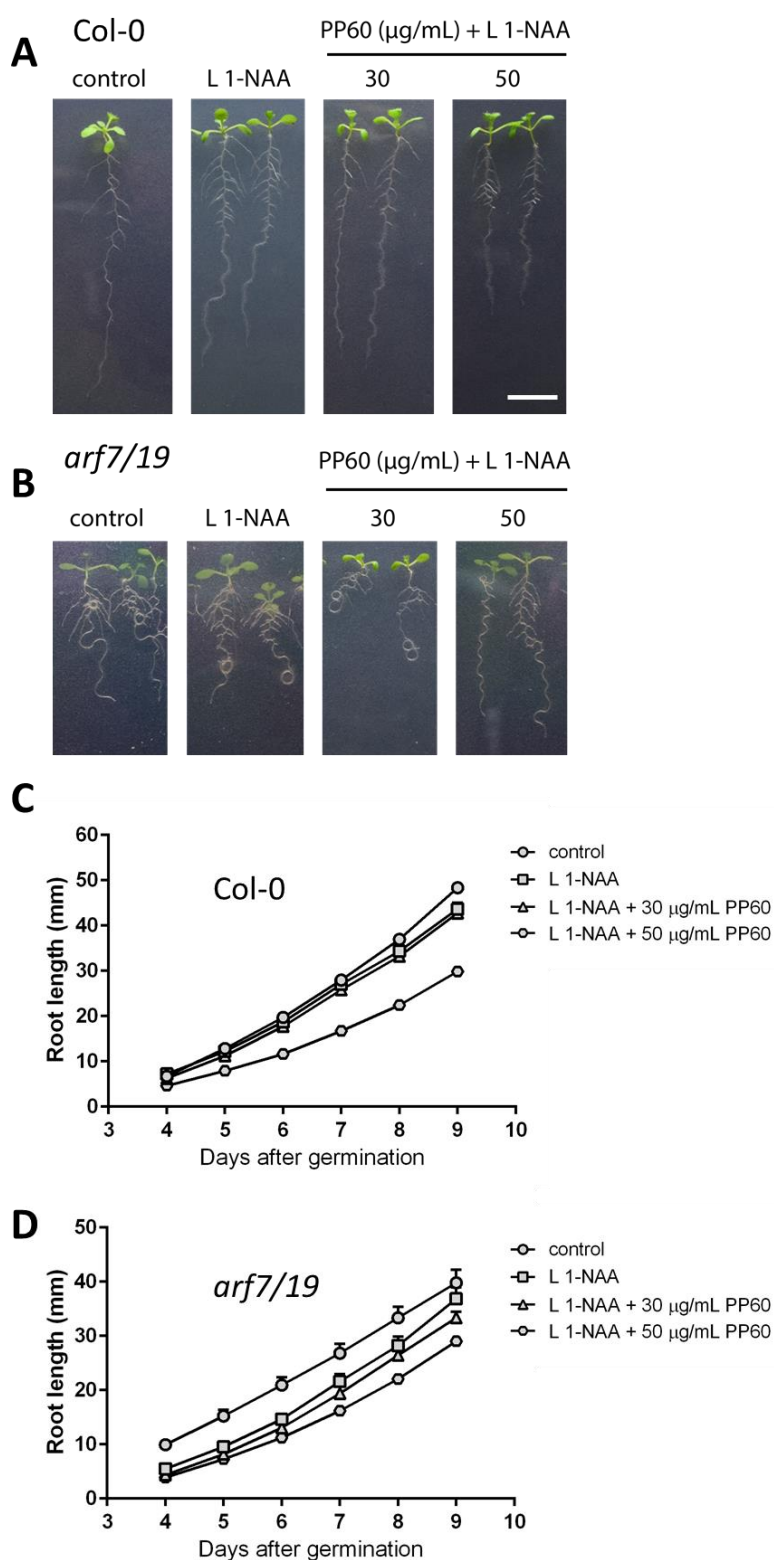 A
Col-0
PP60 (µg/mL) + L 1-NAA
control
L 1-NAA
30
50
B
arf7/19
PP60 (µg/mL) + L 1-NAA
control
L 1-NAA
30
50
C
Col-0
60
50
40
30
20
10
0
Root length (mm)
3 4 5 6 7 8 9 10
Days after germination
control
L 1-NAA
L 1-NAA + 30 µg/mL PP60
L 1-NAA + 50 µg/mL PP60
D
arf7/19
50
40
30
20
10
0
Root length (mm)
3 4 5 6 7 8 9 10
Days after germination
control
L 1-NAA
L 1-NAA + 30 µg/mL PP60
L 1-NAA + 50 µg/mL PP60